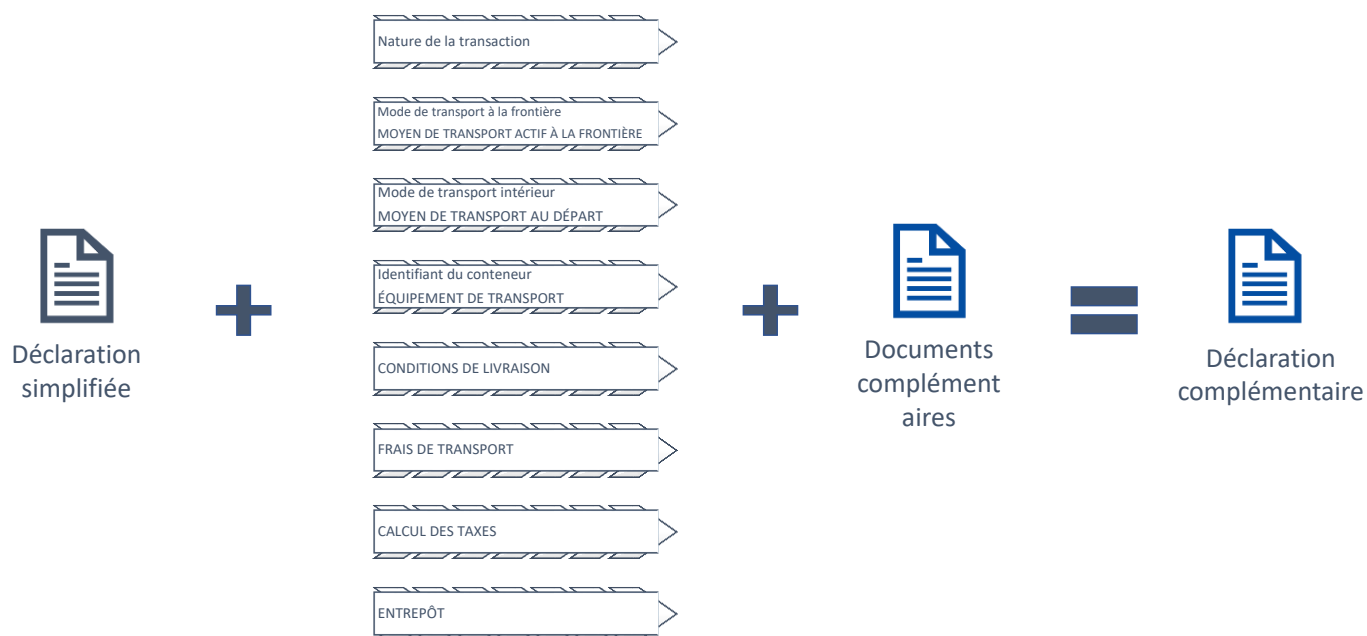 Déclaration
simplifiée
Nature de la transaction
Mode de transport à la frontière
MOYEN DE TRANSPORT ACTIF À LA FRONTIÈRE
Mode de transport intérieur
MOYEN DE TRANSPORT AU DÉPART
Identifiant du conteneur
ÉQUIPEMENT DE TRANSPORT
CONDITIONS DE LIVRAISON
FRAIS DE TRANSPORT
CALCUL DES TAXES
ENTREPÔT
Documents
complément
aires
Déclaration
complémentaire